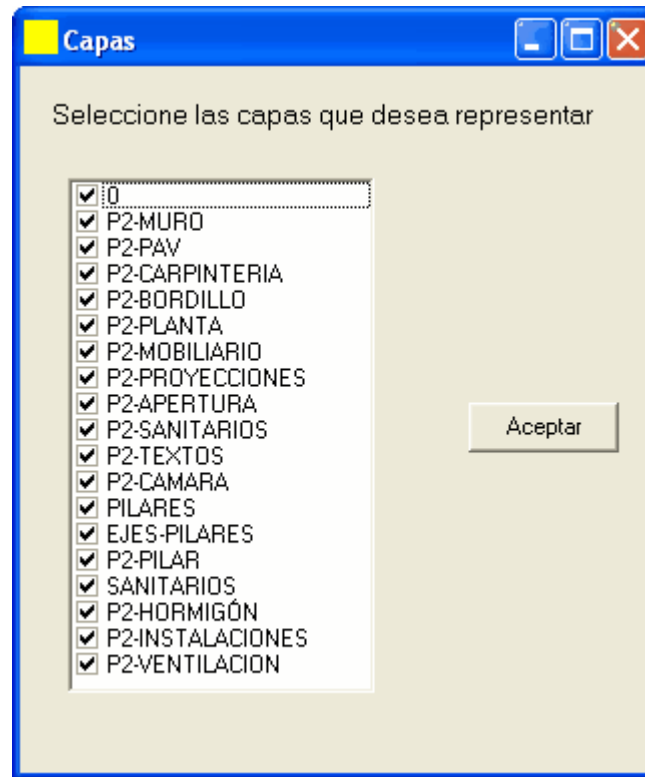 Capas
Seleccione las capas que desea representar
0
P2-MURO
P2-PAV
P2-CARPINTERIA
P2-BORDILLO
P2-PLANTA
P2-MOBILIARIO
P2-PROYECCIONES
P2-APERTURA
P2-SANITARIOS
P2-TEXTOS
P2-CAMARA
PILARES
EJES-PILARES
P2-PILAR
SANITARIOS
P2-HORMIGÓN
P2-INSTALACIONES
P2-VENTILACION
Aceptar